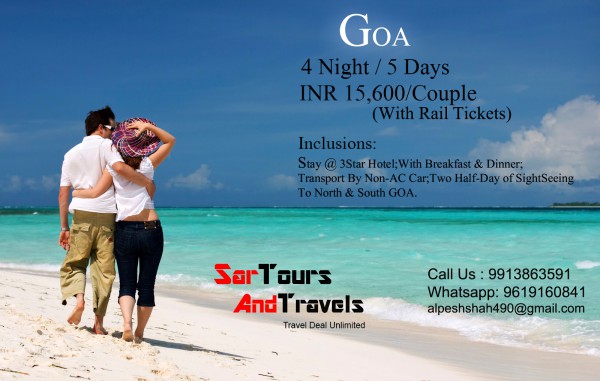 GOA
4 Night / 5 Days
INR 15,600/Couple
(With Rail Tickets)
Inclusions:
Stay @ 3Star Hotel;With Breakfast & Dinner;
Transport By Non-AC Car;Two Half-Day of SightSeeing
To North & South GOA.
SarTours
AndTravels
Travel Deal Unlimited
Call Us : 9913863591
Whatsapp: 9619160841
alpeshshah490@gmail.com